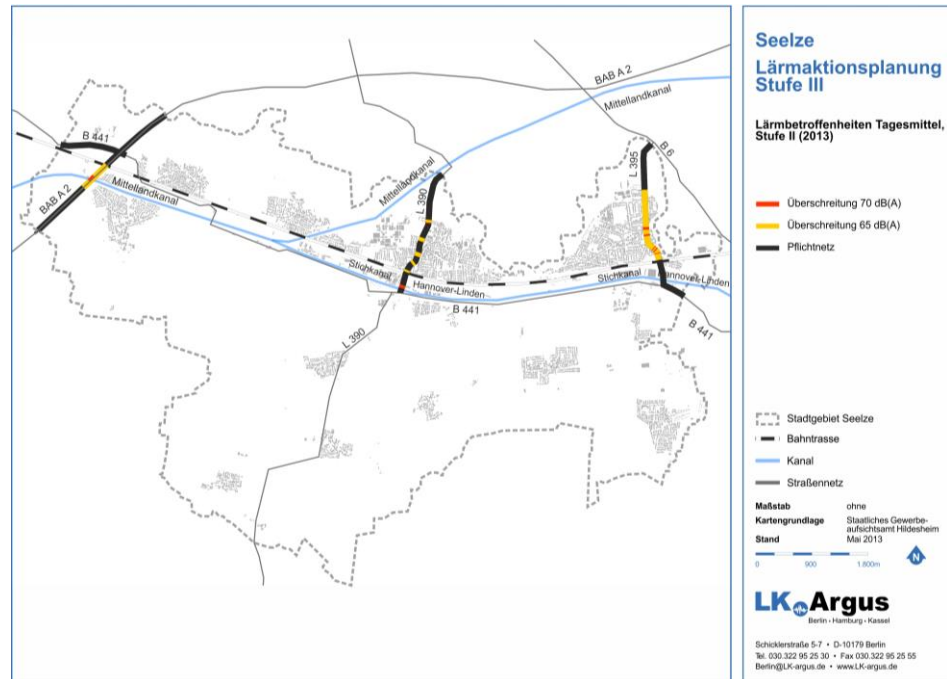 BAB A 2
Mittellandkanal
B 6
B 441
L 395
Mittellandkanal
L 390
BAB A 2
Mittellandkanal
Stichkanal
Hannover-Linden
Stichkanal
Hannover-Linden
B 441
B 441
L 390
Seelze
Lärmaktionsplanung
Stufe III
Lärmbetroffenheiten Tagesmittel,
Stufe II (2013)
Überschreitung 70 dB(A)
Überschreitung 65 dB(A)
Pflichtnetz
Stadtgebiet Seelze
Bahntrasse
Kanal
Straßennetz
Maßstab ohne
Kartengrundlage Staatliches Gewerbe-
aufsichtsamt Hildesheim
Stand Mai 2013
0 900 1.800m
N
LK Argus
Berlin • Hamburg • Kassel
Schicklerstraße 5-7 • D-10179 Berlin
Tel. 030.322 95 25 30 • Fax 030.322 95 25 55
Berlin@LK-argus.de • www.LK-argus.de